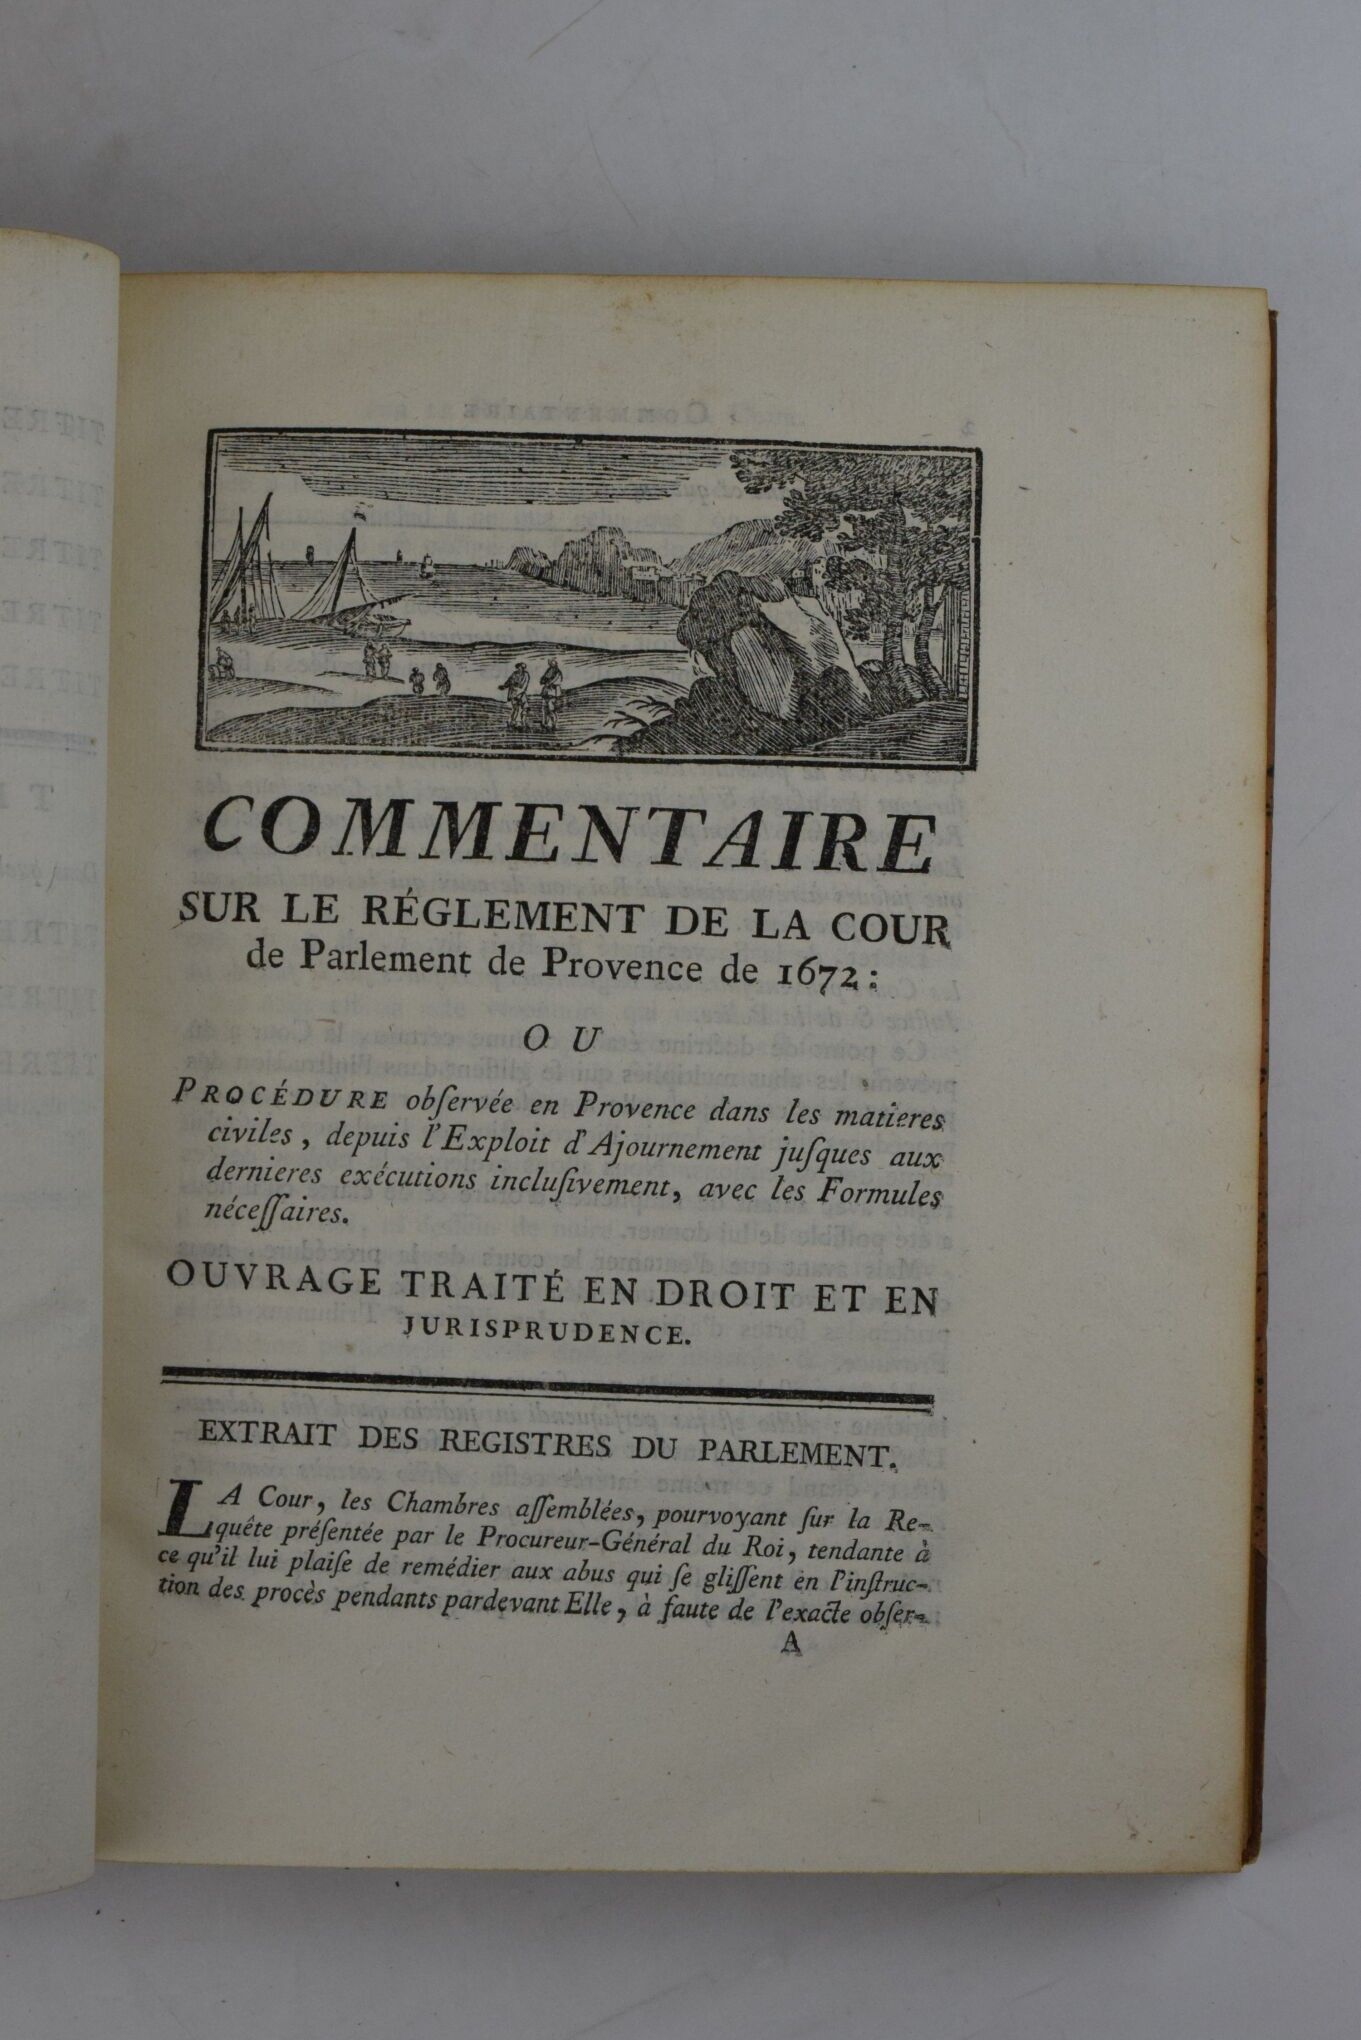 COMMENTAIRE
SUR LE RÉGLEMENT DE LA COUR
de Parlement de Provence de 1672 :
OU
PROCÉDURE obſervée en Provence dans les matieres
civiles , depuis l'Exploit d'Ajournement juſques aux
dernieres exécutions incluſivement, avec les Formules
néceſſaires.
OUVRAGE TRAITÉ EN DROIT ET EN
JURISPRUDENCE.
EXTRAIT DES REGISTRES DU PARLEMENT.
LA Cour, les Chambres aſſemblées, pourvoyant ſur la Re-
quête préſentée par le Procureur-Général du Roi, tendante à
ce qu'il lui plaiſe de remédier aux abus qui ſe gliſſent en l'inſtruc-
tion des procès pendants pardevant Elle, à faute de l'exacte obſer-
A